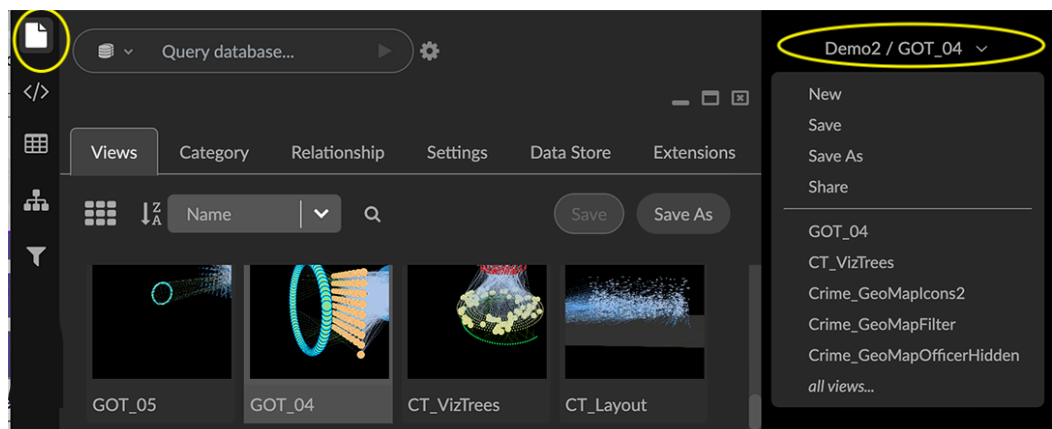 Query database...
Demo2 / GOT_04
</>
Views Category Relationship Settings Data Store Extensions
Z
A
Name
Save
Save As
GOT_05
GOT_04
CT_VizTrees
CT_Layout
New
Save
Save As
Share
GOT_04
CT_VizTrees
Crime_GeoMapIcons2
Crime_GeoMapFilter
Crime_GeoMapOfficerHidden
all views...